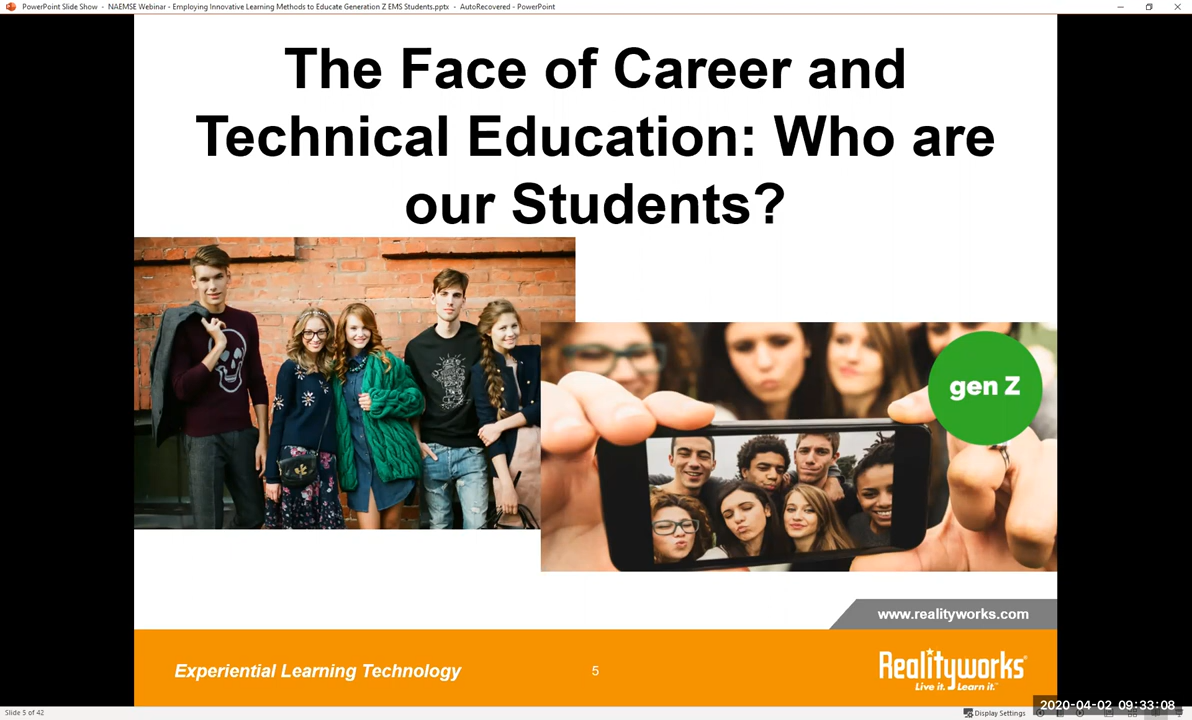 PowerPoint Slide Show - NAEMSE Webinar - Employing Innovative Learning Methods to Educate Generation Z EMS Students.pptx - AutoRecovered - PowerPoint
The Face of Career and
Technical Education: Who are
our Students?
gen Z
www.realityworks.com
Experiential Learning Technology
5
Realityworks®
Live it. Learn it.™
2020-04-02 09:33:08
Slide 5 of 42
Display Settings